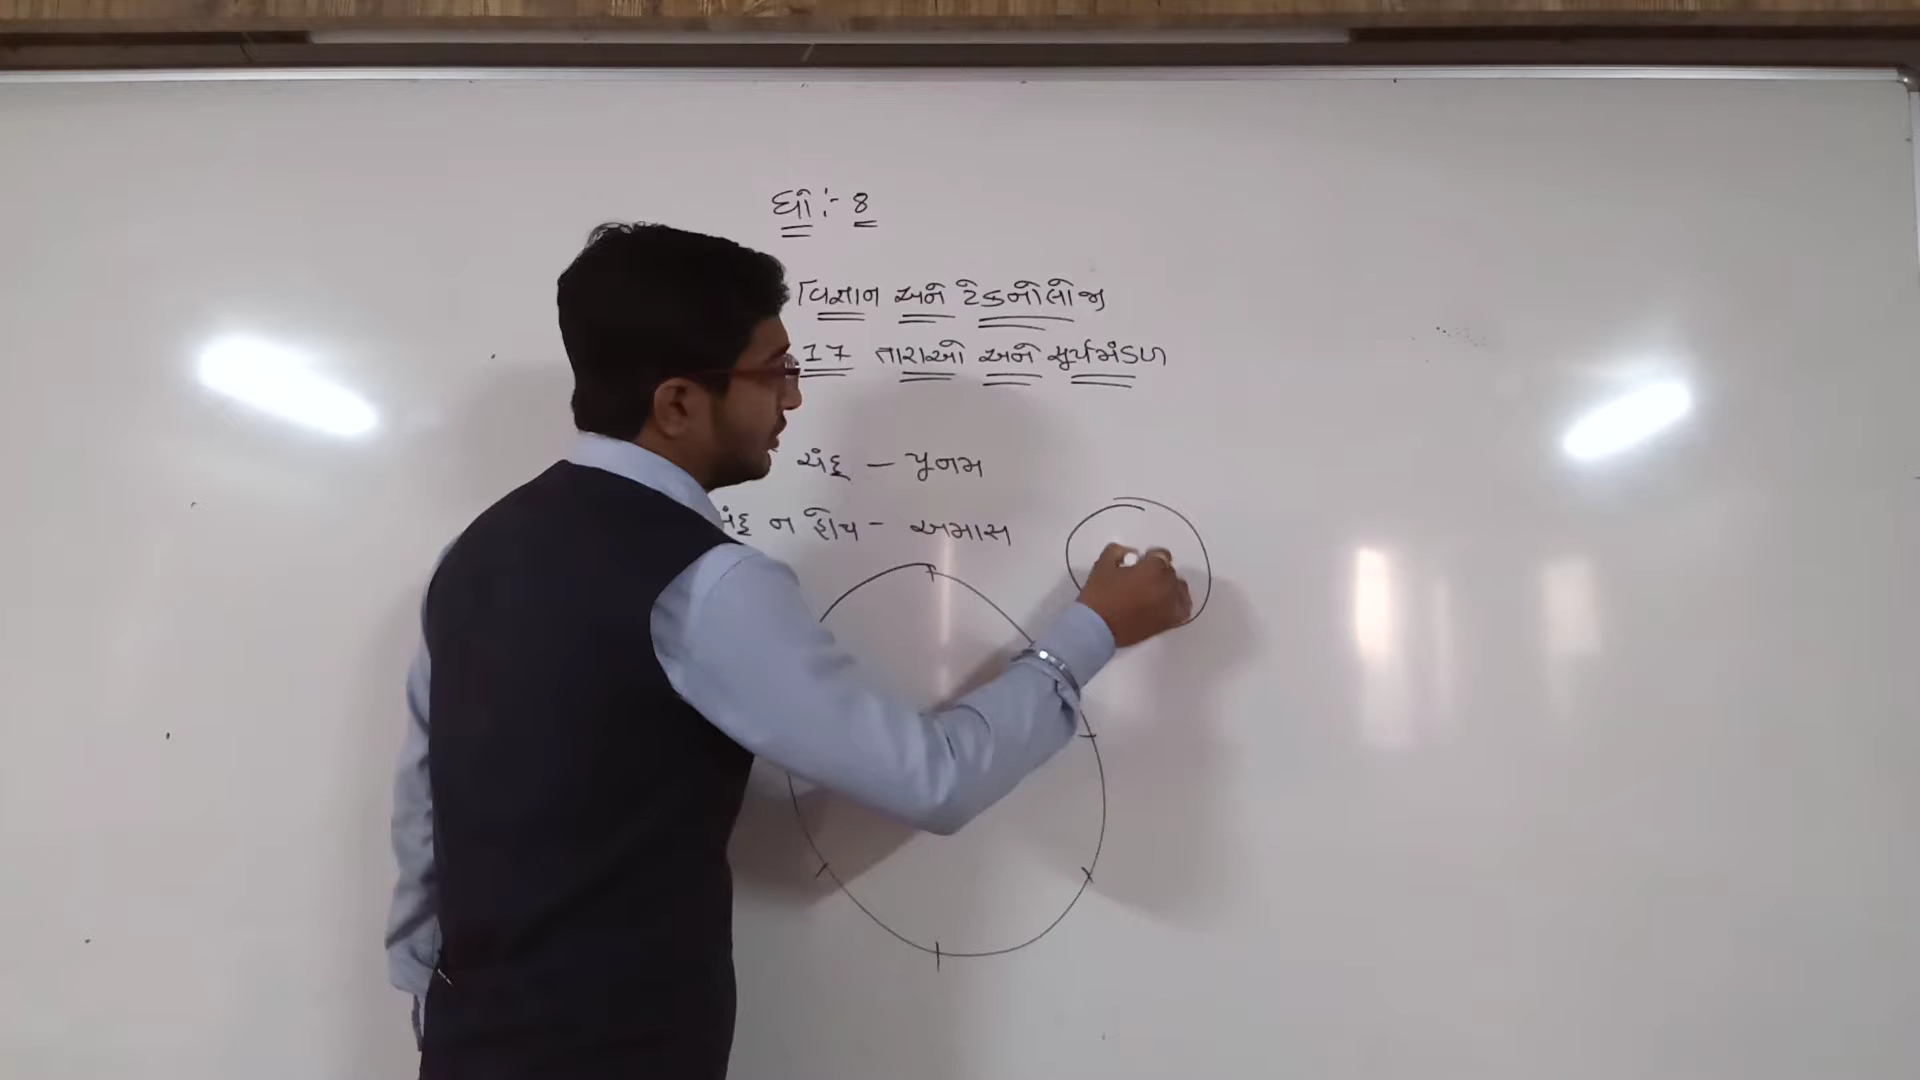 ધો:- 8
વિજ્ઞાન અને ટેકનોલોજી
17 તારાઓ અને સૂર્યમંડળ
ચંદ્ર - પૂનમ
ચંદ્ર ન હોય - અમાસ